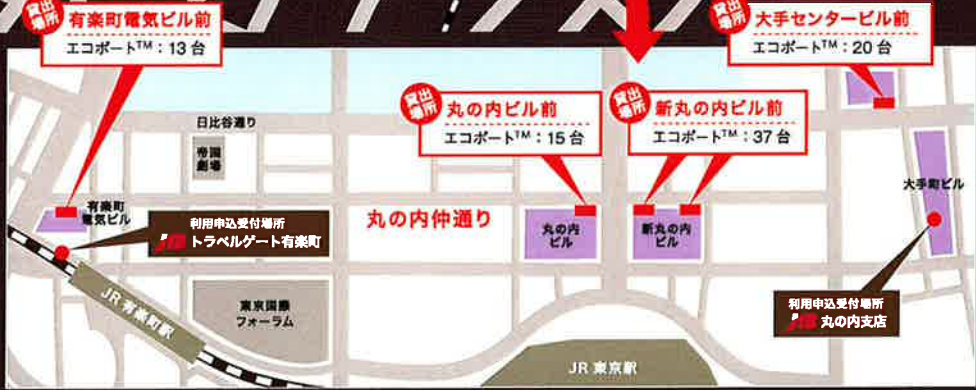 貸出場所
有楽町電気ビル前
エコポート™：13台
貸出場所
大手センタービル前
エコポート™：20台
貸出場所
丸の内ビル前
エコポート™：15台
貸出場所
新丸の内ビル前
エコポート™：37台
日比谷通り
帝国
劇場
有楽町
電気ビル
利用申込受付場所
JTB トラベルゲート有楽町
丸の内仲通り
丸の内
ビル
新丸の内
ビル
大手町ビル
利用申込受付場所
JTB 丸の内支店
JR 有楽町駅
東京国際
フォーラム
JR 東京駅